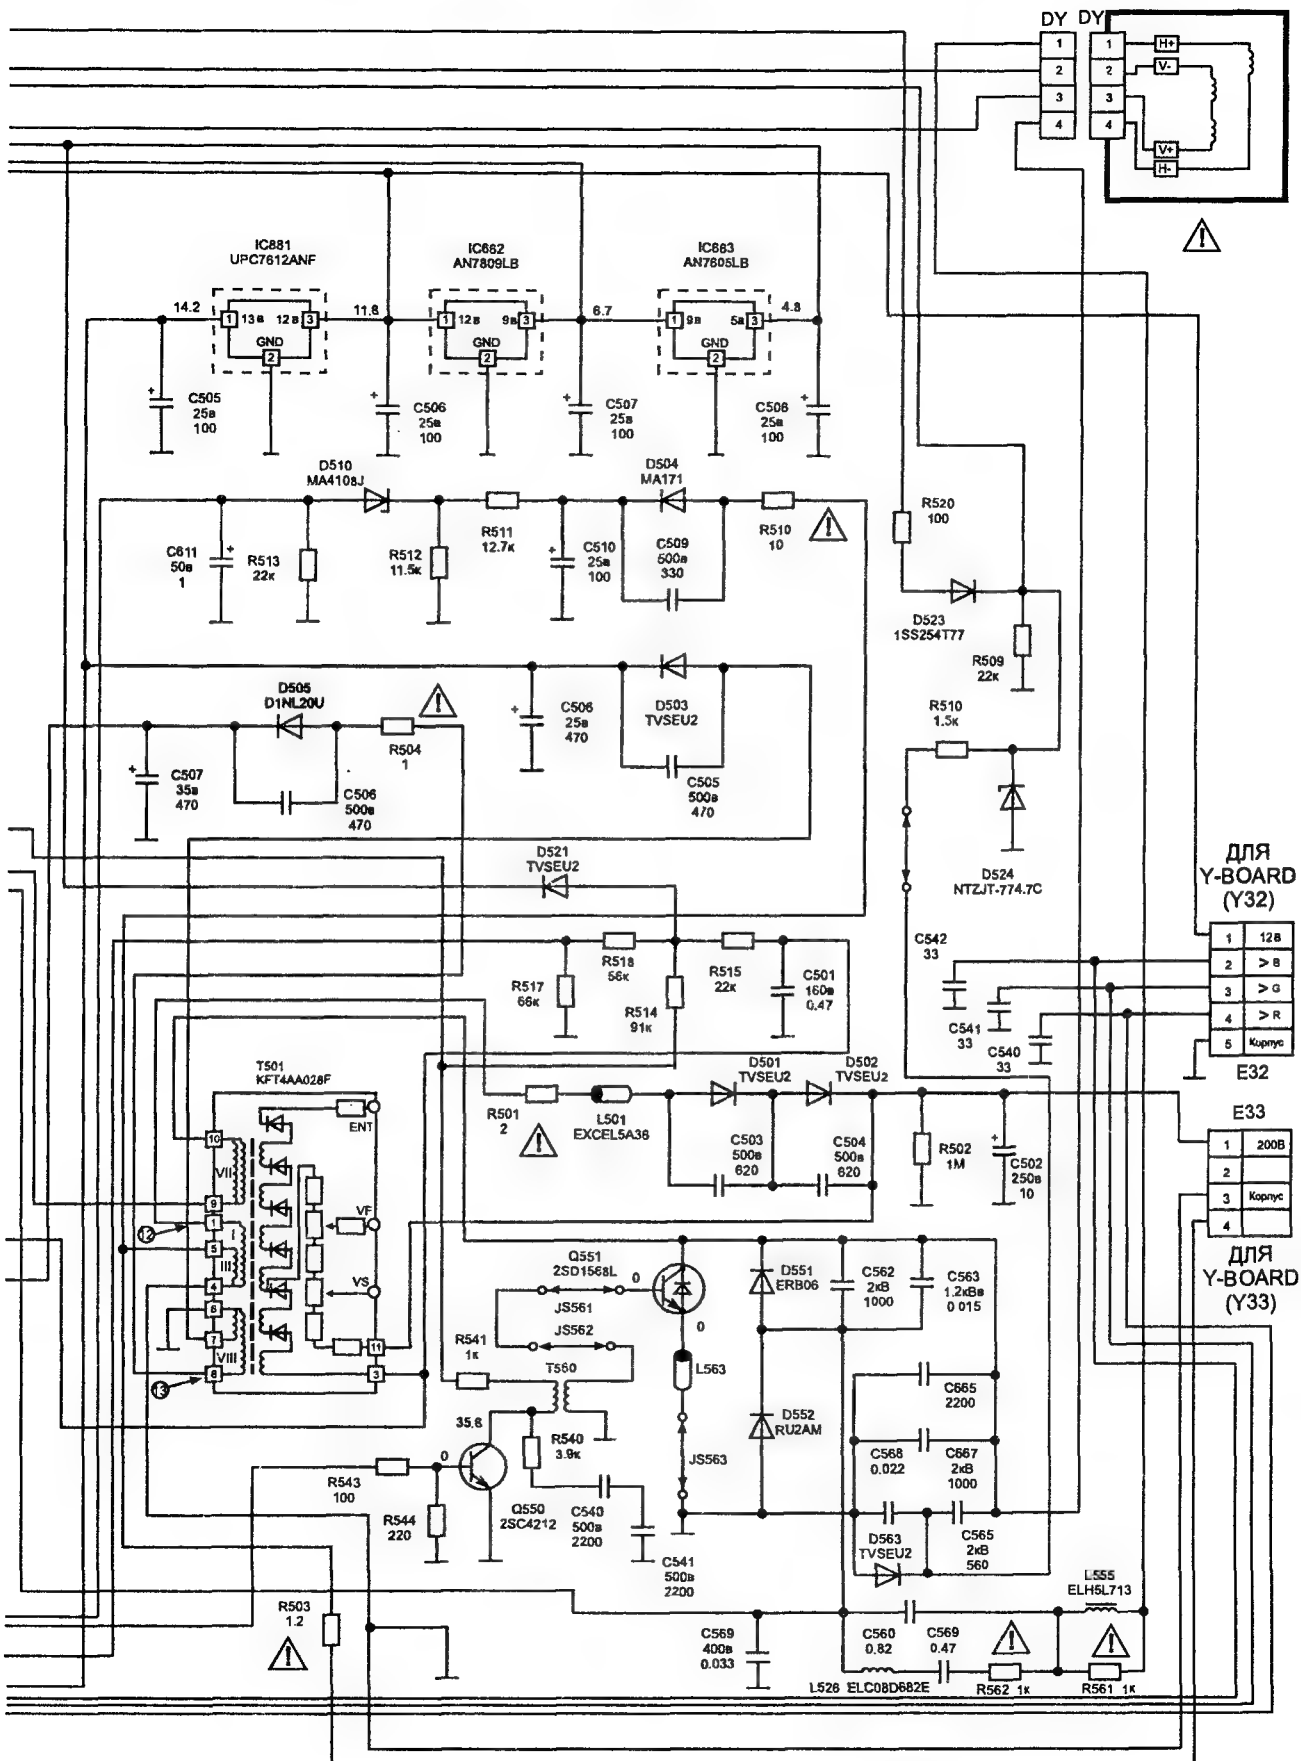 DY DY
1
2
3
4
1
2
3
4
H+
V-
V+
H-
IC881
UPC7612ANF
IC662
AN7809LB
IC663
AN7605LB
14.2
1 13в 12в 3
GND
2
11.8
1 12в 9в 3
GND
2
6.7
1 9в 5в 3
GND
2
4.8
+
C505
25в
100
+
C506
25в
100
+
C507
25в
100
+
C508
25в
100
D510
MA4108J
D504
MA171
R520
100
C611
50в
1
+
R513
22к
R512
11.5к
R511
12.7к
+
C510
25в
100
C509
500в
330
R510
10
!
D523
1SS254T77
R509
22к
D505
D1NL20U
!
R504
1
+
C506
25в
470
D503
TVSEU2
C505
500в
470
R510
1.5к
+
C507
35в
470
C506
500в
470
D521
TVSEU2
D524
NTZJT-774.7C
ДЛЯ
Y-BOARD
(Y32)
1 12В
2 > B
3 > G
4 > R
5 Корпус
E32
C542
33
C541
33
C540
33
R517
66к
R518
56к
R514
91к
R515
22к
C501
160в
0.47
T501
KFT4AA028F
D501
TVSEU2
D502
TVSEU2
R501
2
!
L501
EXCEL5A36
C503
500в
620
C504
500в
620
R502
1М
+
C502
250в
10
E33
1 200В
2
3 Корпус
4
ДЛЯ
Y-BOARD
(Y33)
ENT
VF
VS
10
VII
9
1
12
I
5
III
4
6
7
VIII
8
13
11
3
Q551
2SD1568L
0
JS561
JS562
0
D551
ERB06
C562
2кВ
1000
C563
1.2кВв
0 015
R541
1к
T560
L563
D552
RU2AM
C665
2200
JS563
C568
0.022
C667
2кВ
1000
35.6
0
R540
3.9к
R543
100
R544
220
Q550
2SC4212
C540
500в
2200
C541
500в
2200
D563
TVSEU2
C565
2кВ
560
L555
ELH5L713
R503
1.2
!
C569
400в
0.033
C560
0.82
C569
0.47
!
!
L526 ELC08D682E
R562 1к
R561 1к
!